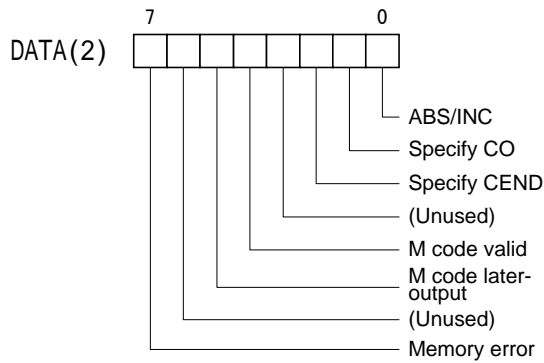 7 0
DATA(2)
ABS/INC
Specify CO
Specify CEND
(Unused)
M code valid
M code later-
output
(Unused)
Memory error